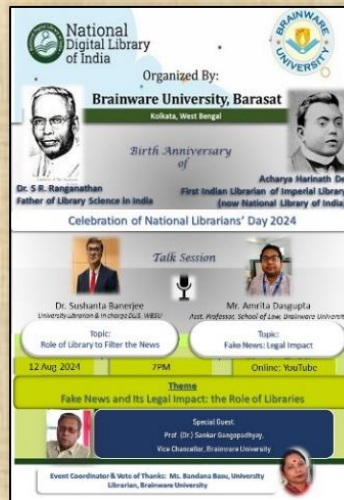 National
Digital Library
of India
BRAINWARE UNIVERSITY
Organized By:
Brainware University, Barasat
Kolkata, West Bengal
Birth Anniversary
of
Dr. S R. Ranganathan
Father of Library Science in India
Acharya Harinath De
First Indian Librarian of Imperial Library
(now National Library of India)
Celebration of National Librarians' Day 2024
Talk Session
Dr. Sushanta Banerjee
University Librarian & In charge DLIS, WBSU
Mr. Amrita Dasgupta
Asst. Professor, School of Law, Brainware University
Topic:
Role of Library to Filter the News
Topic:
Fake News: Legal Impact
12 Aug 2024
7PM
Online: YouTube
Theme
Fake News and Its Legal Impact: the Role of Libraries
Special Guest
Prof. (Dr.) Sankar Gangopadhyay,
Vice Chancellor, Brainware University
Event Coordinator & Vote of Thanks: Ms. Bandana Basu, University
Librarian, Brainware University